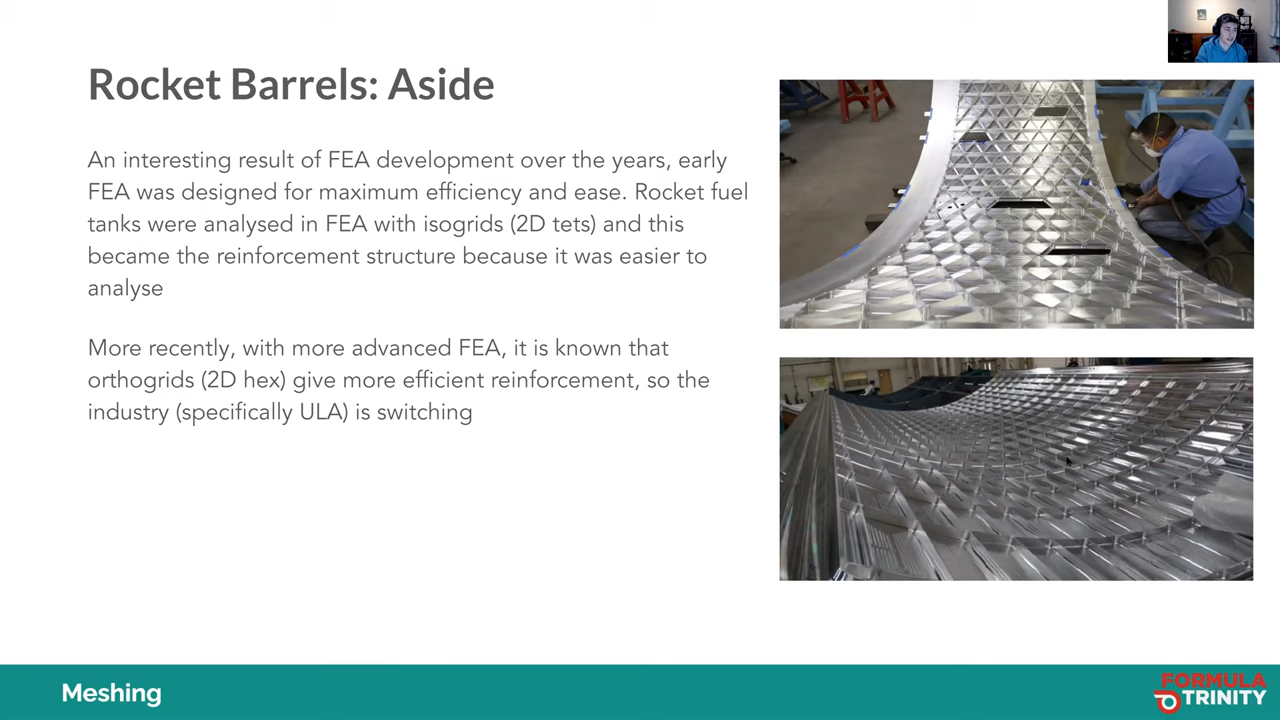 Rocket Barrels: Aside
An interesting result of FEA development over the years, early
FEA was designed for maximum efficiency and ease. Rocket fuel
tanks were analysed in FEA with isogrids (2D tets) and this
became the reinforcement structure because it was easier to
analyse
More recently, with more advanced FEA, it is known that
orthogrids (2D hex) give more efficient reinforcement, so the
industry (specifically ULA) is switching
Meshing
FORMULA
TRINITY